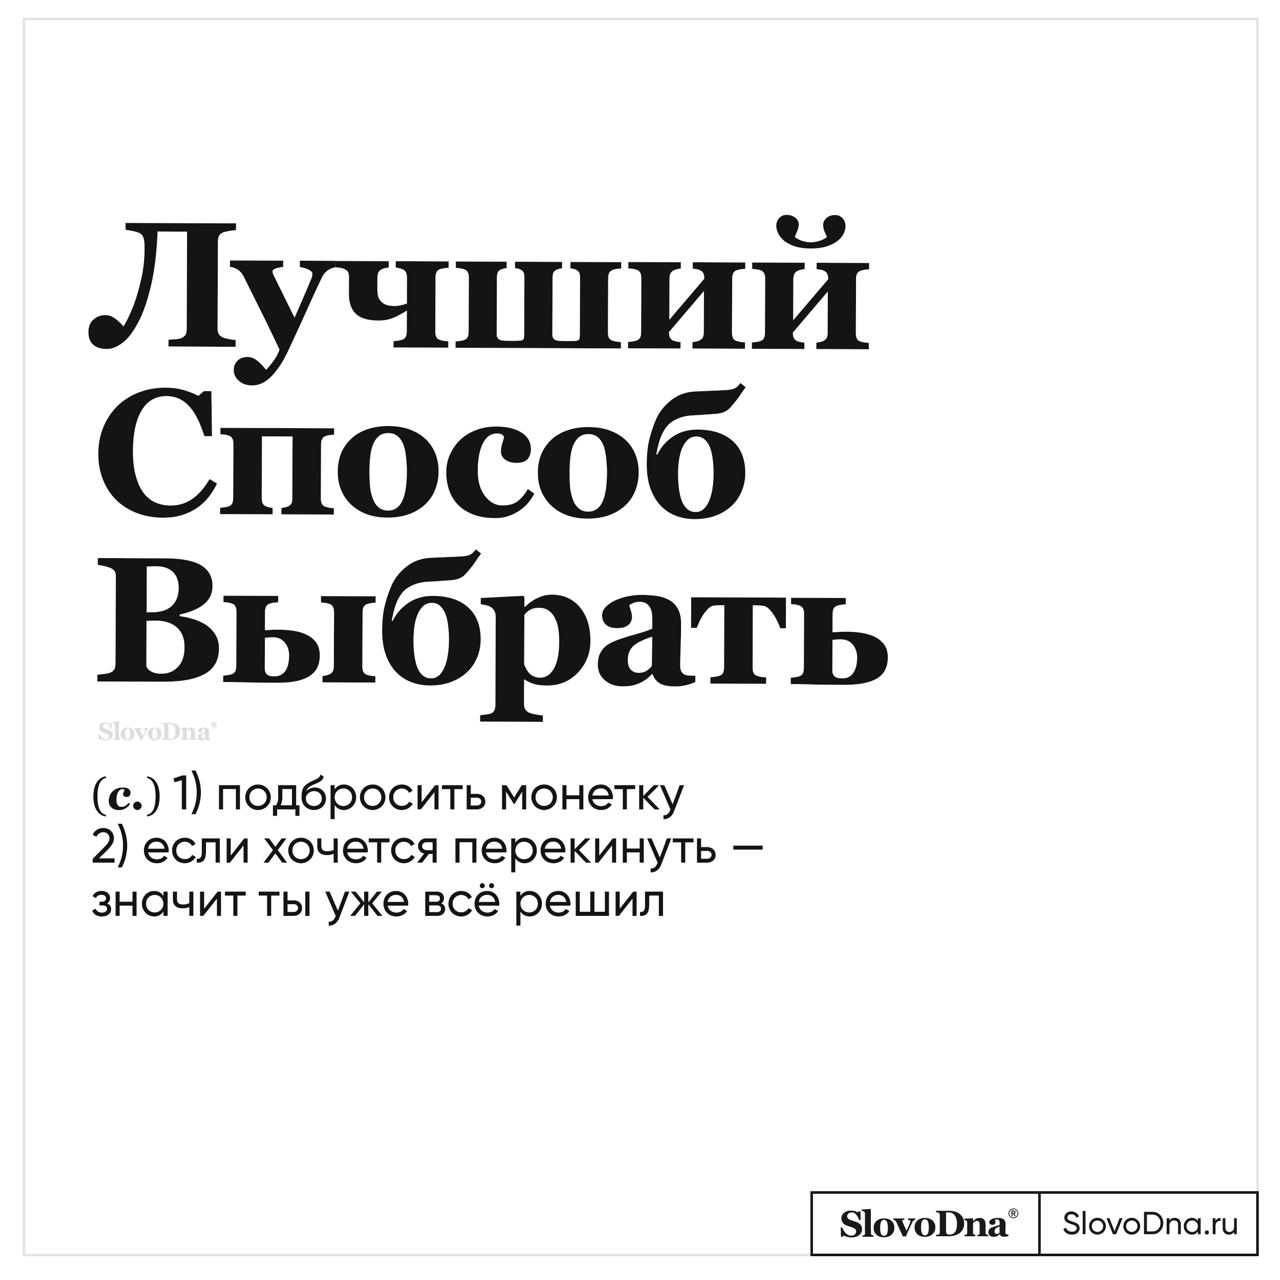 Лучший
Способ
Выбрать
SlovoDna®
(с.) 1) подбросить монетку
2) если хочется перекинуть —
значит ты уже всё решил
SlovoDna® SlovoDna.ru